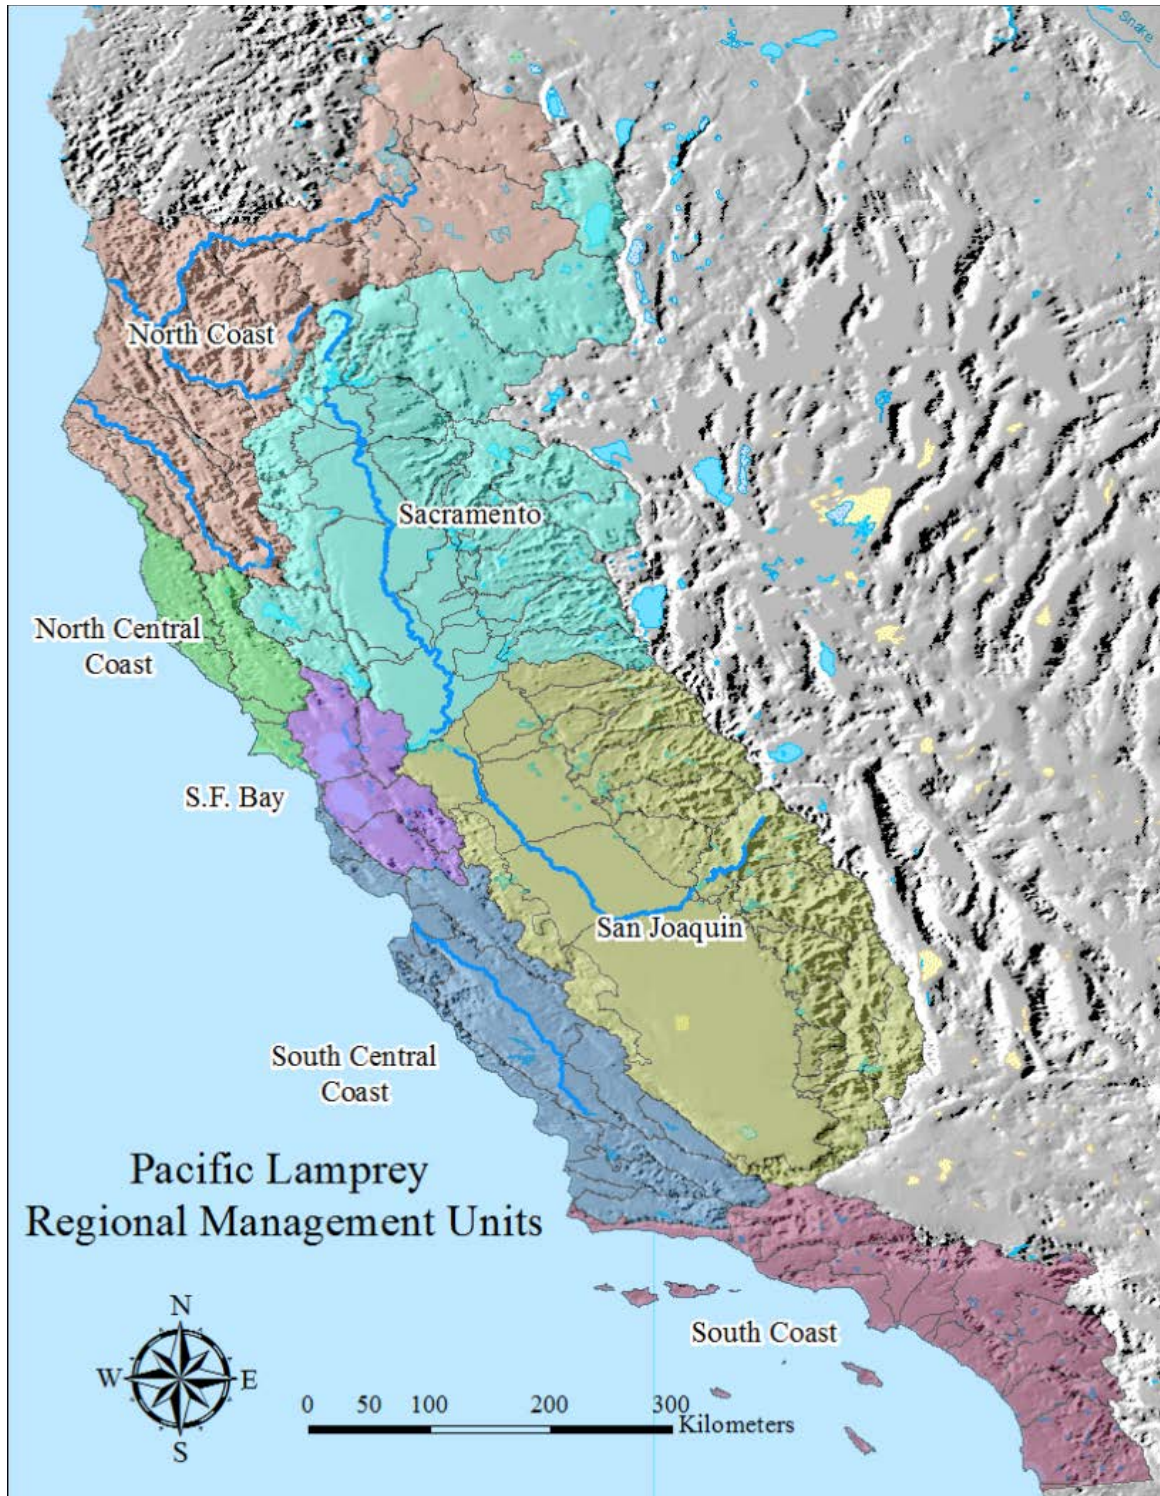 Snake
North Coast
Sacramento
North Central
Coast
S.F. Bay
San Joaquin
South Central
Coast
Pacific Lamprey
Regional Management Units
South Coast
N
W E
S
0 50 100 200 300
Kilometers